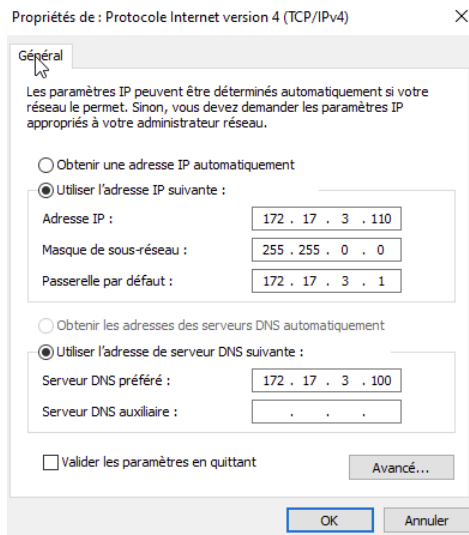 Propriétés de : Protocole Internet version 4 (TCP/IPv4)
Général
Les paramètres IP peuvent être déterminés automatiquement si votre
réseau le permet. Sinon, vous devez demander les paramètres IP
appropriés à votre administrateur réseau.
Obtenir une adresse IP automatiquement
Utiliser l'adresse IP suivante :
Adresse IP : 172 . 17 . 3 . 110
Masque de sous-réseau : 255 . 255 . 0 . 0
Passerelle par défaut : 172 . 17 . 3 . 1
Obtenir les adresses des serveurs DNS automatiquement
Utiliser l'adresse de serveur DNS suivante :
Serveur DNS préféré : 172 . 17 . 3 . 100
Serveur DNS auxiliaire : . . .
Valider les paramètres en quittant
Avancé...
OK Annuler